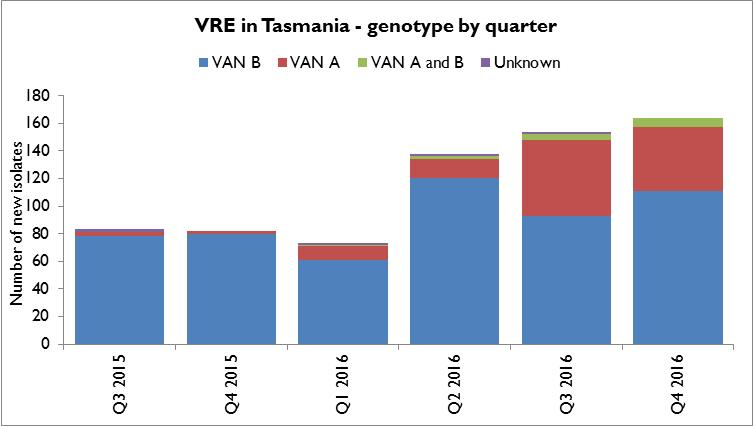 VRE in Tasmania - genotype by quarter
VAN B VAN A VAN A and B Unknown
Number of new isolates
180
160
140
120
100
80
60
40
20
0
Q3 2015
Q4 2015
Q1 2016
Q2 2016
Q3 2016
Q4 2016